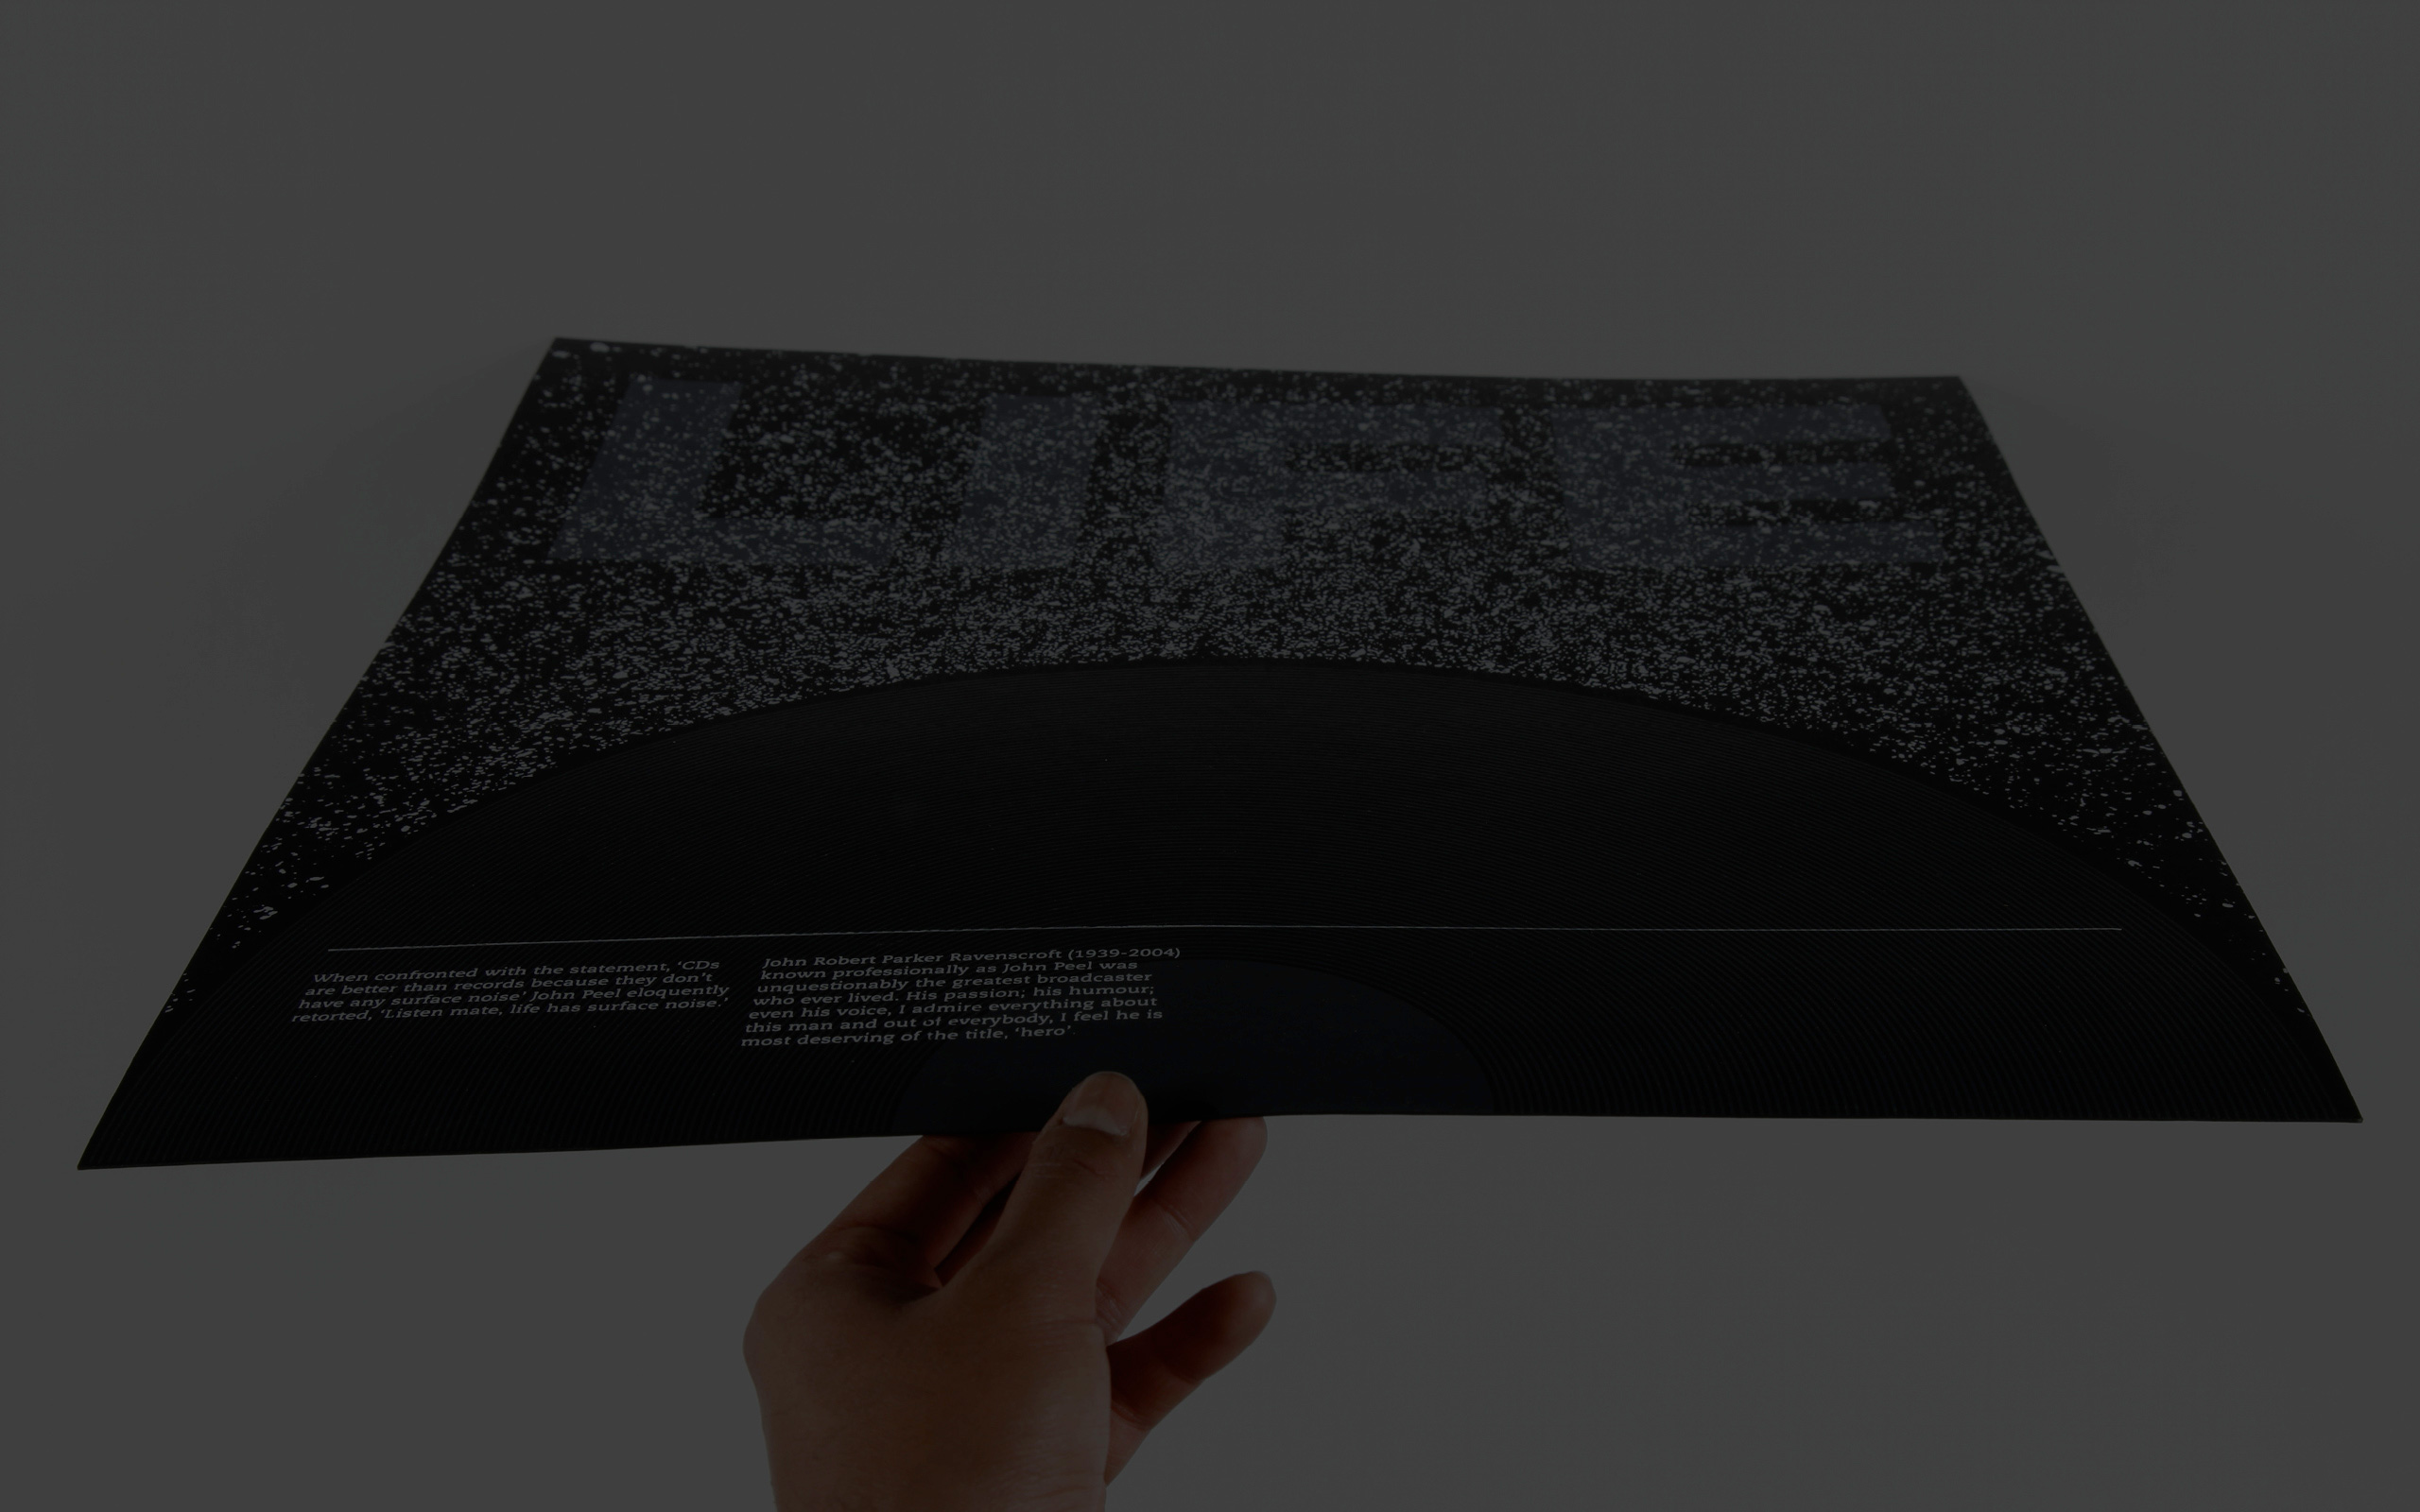 LIFE
When confronted with the statement, ‘CDs
are better than records because they don’t
have any surface noise’ John Peel eloquently
retorted, ‘Listen mate, life has surface noise.’
John Robert Parker Ravenscroft (1939-2004)
known professionally as John Peel was
unquestionably the greatest broadcaster
who ever lived. His passion; his humour;
even his voice, I admire everything about
this man and out of everybody, I feel he is
most deserving of the title, ‘hero’.